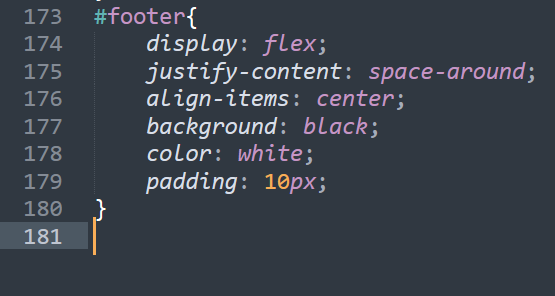 173 #footer{
174 display: flex;
175 justify-content: space-around;
176 align-items: center;
177 background: black;
178 color: white;
179 padding: 10px;
180 }
181